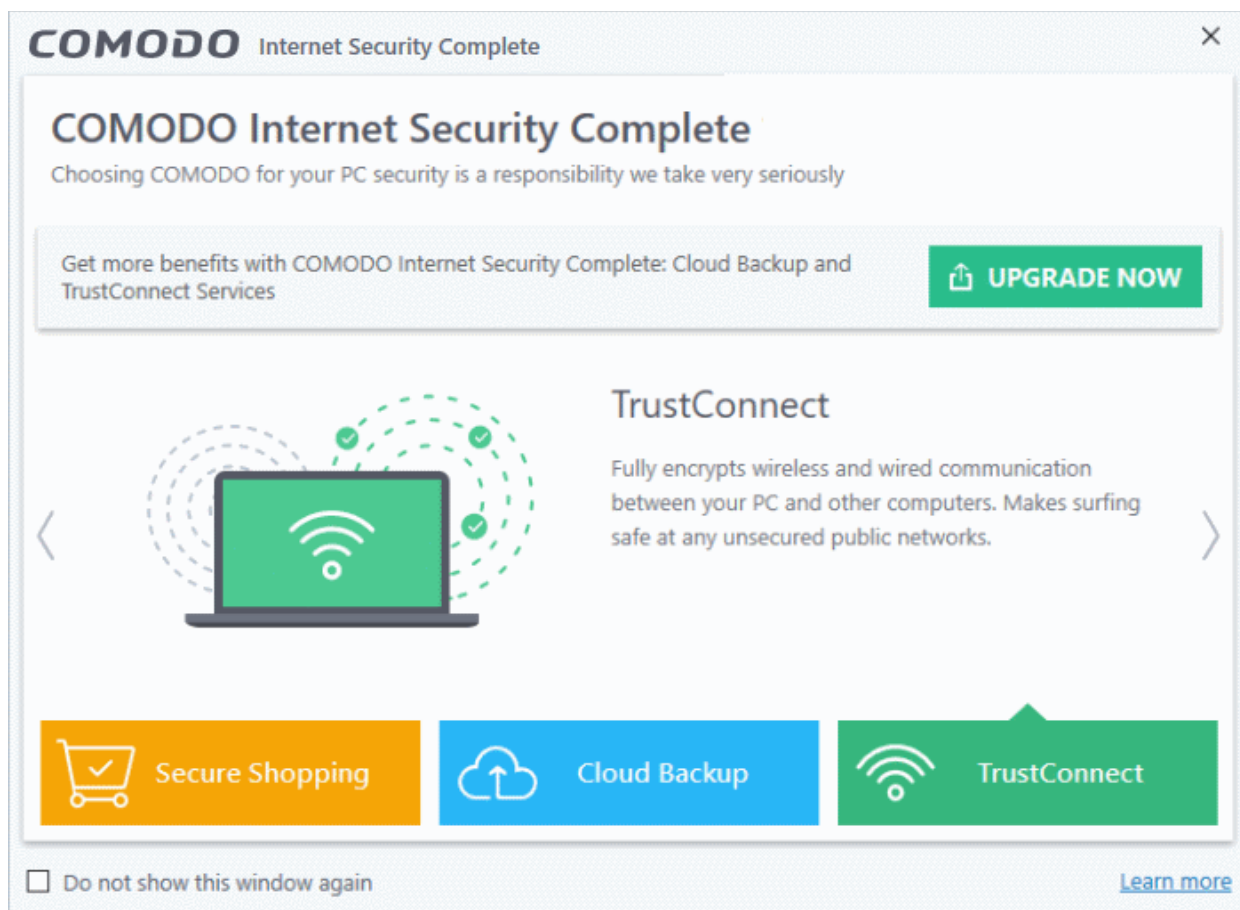 COMODO Internet Security Complete
COMODO Internet Security Complete
Choosing COMODO for your PC security is a responsibility we take very seriously
Get more benefits with COMODO Internet Security Complete: Cloud Backup and
TrustConnect Services
UPGRADE NOW
TrustConnect
Fully encrypts wireless and wired communication
between your PC and other computers. Makes surfing
safe at any unsecured public networks.
Secure Shopping
Cloud Backup
TrustConnect
Do not show this window again
Learn more